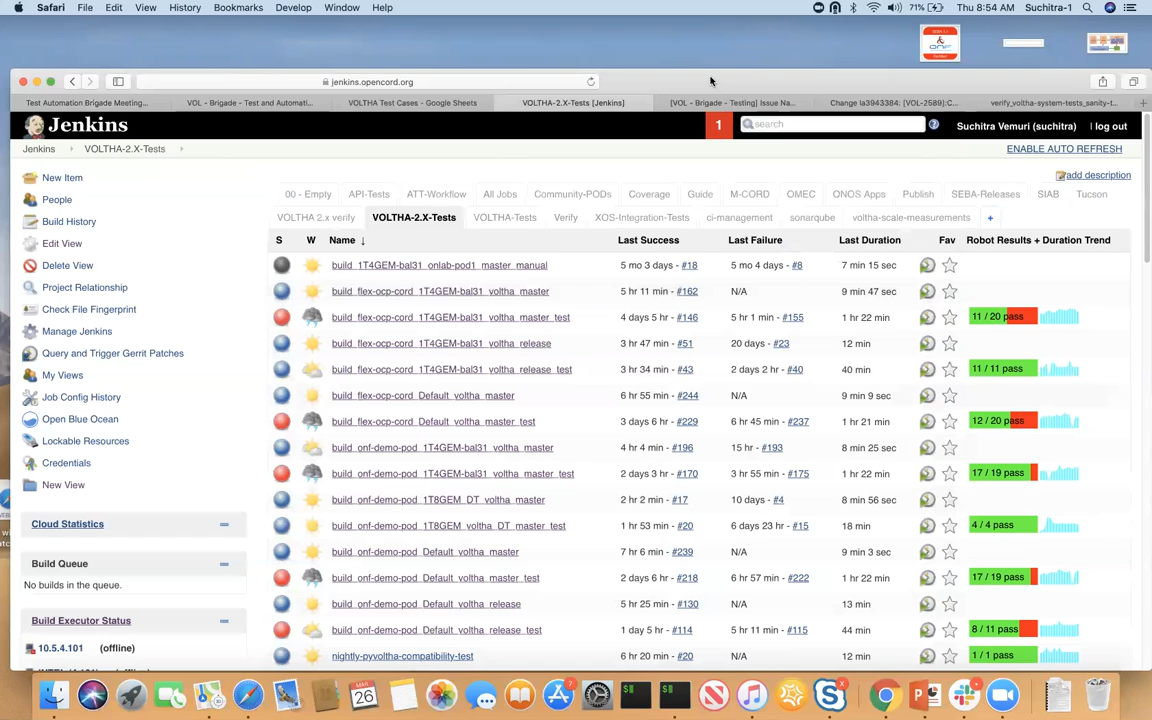 Safari File Edit View History Bookmarks Develop Window Help 71% Thu 8:54 AM Suchitra-1
jenkins.opencord.org
Test Automation Brigade Meeting... VOL - Brigade - Test and Automati... VOLTHA Test Cases - Google Sheets VOLTHA-2.X-Tests [Jenkins] [VOL - Brigade - Testing] Issue Na... Change Ia3943384: [VOL-2589]:C... verify_voltha-system-tests_sanity-t...
Jenkins 1 search Suchitra Vemuri (suchitra) | log out
Jenkins VOLTHA-2.X-Tests ENABLE AUTO REFRESH
add description
New Item
People
Build History
Edit View
Delete View
Project Relationship
Check File Fingerprint
Manage Jenkins
Query and Trigger Gerrit Patches
My Views
Job Config History
Open Blue Ocean
Lockable Resources
Credentials
New View
Cloud Statistics
Build Queue
No builds in the queue.
Build Executor Status
10.5.4.101 (offline)
00 - Empty API-Tests ATT-Workflow All Jobs Community-PODs Coverage Guide M-CORD OMEC ONOS Apps Publish SEBA-Releases SIAB Tucson
VOLTHA 2.x verify VOLTHA-2.X-Tests VOLTHA-Tests Verify XOS-Integration-Tests ci-management sonarqube voltha-scale-measurements +
S W Name ↓ Last Success Last Failure Last Duration Fav Robot Results + Duration Trend
build_1T4GEM-bal31_onlab-pod1_master_manual 5 mo 3 days - #18 5 mo 4 days - #8 7 min 15 sec
build_flex-ocp-cord_1T4GEM-bal31_voltha_master 5 hr 11 min - #162 N/A 9 min 47 sec
build_flex-ocp-cord_1T4GEM-bal31_voltha_master_test 4 days 5 hr - #146 5 hr 1 min - #155 1 hr 22 min 11 / 20 pass
build_flex-ocp-cord_1T4GEM-bal31_voltha_release 3 hr 47 min - #51 20 days - #23 12 min
build_flex-ocp-cord_1T4GEM-bal31_voltha_release_test 3 hr 34 min - #43 2 days 2 hr - #40 40 min 11 / 11 pass
build_flex-ocp-cord_Default_voltha_master 6 hr 55 min - #244 N/A 9 min 9 sec
build_flex-ocp-cord_Default_voltha_master_test 3 days 6 hr - #229 6 hr 45 min - #237 1 hr 21 min 12 / 20 pass
build_onf-demo-pod_1T4GEM-bal31_voltha_master 4 hr 4 min - #196 15 hr - #193 8 min 25 sec
build_onf-demo-pod_1T4GEM-bal31_voltha_master_test 2 days 3 hr - #170 3 hr 55 min - #175 1 hr 22 min 17 / 19 pass
build_onf-demo-pod_1T8GEM_DT_voltha_master 2 hr 2 min - #17 10 days - #4 8 min 56 sec
build_onf-demo-pod_1T8GEM_voltha_DT_master_test 1 hr 53 min - #20 6 days 23 hr - #15 18 min 4 / 4 pass
build_onf-demo-pod_Default_voltha_master 7 hr 6 min - #239 N/A 9 min 3 sec
build_onf-demo-pod_Default_voltha_master_test 2 days 6 hr - #218 6 hr 57 min - #222 1 hr 22 min 17 / 19 pass
build_onf-demo-pod_Default_voltha_release 5 hr 25 min - #130 N/A 13 min
build_onf-demo-pod_Default_voltha_release_test 1 day 5 hr - #114 5 hr 11 min - #115 44 min 8 / 11 pass
nightly-pyvoltha-compatibility-test 6 hr 20 min - #20 N/A 12 min 1 / 1 pass
MAR
26
7